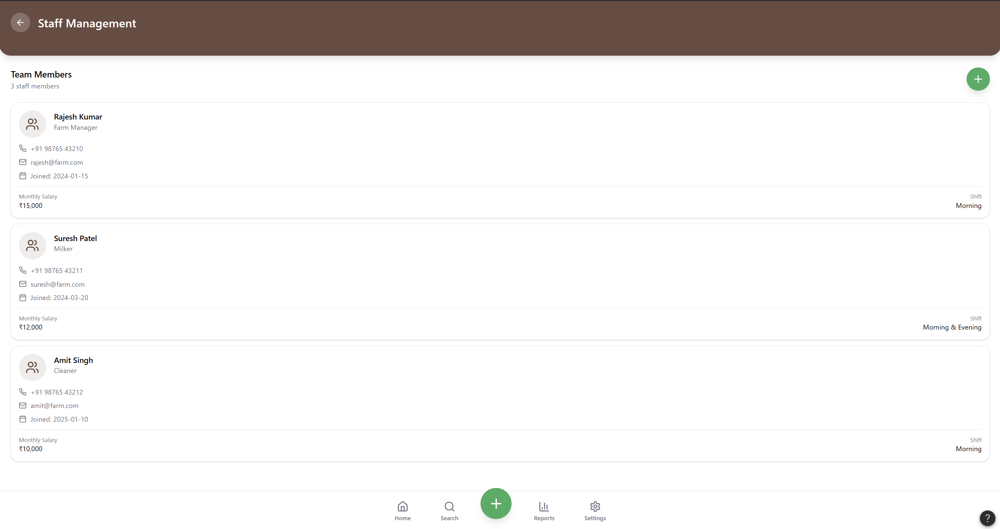 Staff Management
Team Members
3 staff members
Rajesh Kumar
Farm Manager
+91 98765 43210
rajesh@farm.com
Joined: 2024-01-15
Monthly Salary
₹15,000
Shift
Morning
Suresh Patel
Milker
+91 98765 43211
suresh@farm.com
Joined: 2024-03-20
Monthly Salary
₹12,000
Shift
Morning & Evening
Amit Singh
Cleaner
+91 98765 43212
amit@farm.com
Joined: 2025-01-10
Monthly Salary
₹10,000
Shift
Morning
Home
Search
Reports
Settings
?